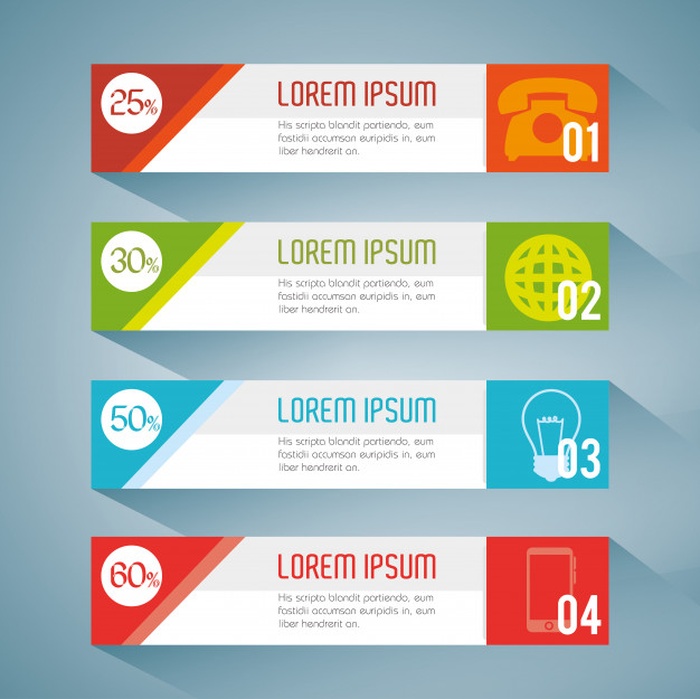 25%
LOREM IPSUM
His scripta blandit partiendo, eum
fastidii accumsan euripidis in, eum
liber hendrerit an.
01
30%
LOREM IPSUM
His scripta blandit partiendo, eum
fastidii accumsan euripidis in, eum
liber hendrerit an.
02
50%
LOREM IPSUM
His scripta blandit partiendo, eum
fastidii accumsan euripidis in, eum
liber hendrerit an.
03
60%
LOREM IPSUM
His scripta blandit partiendo, eum
fastidii accumsan euripidis in, eum
liber hendrerit an.
04